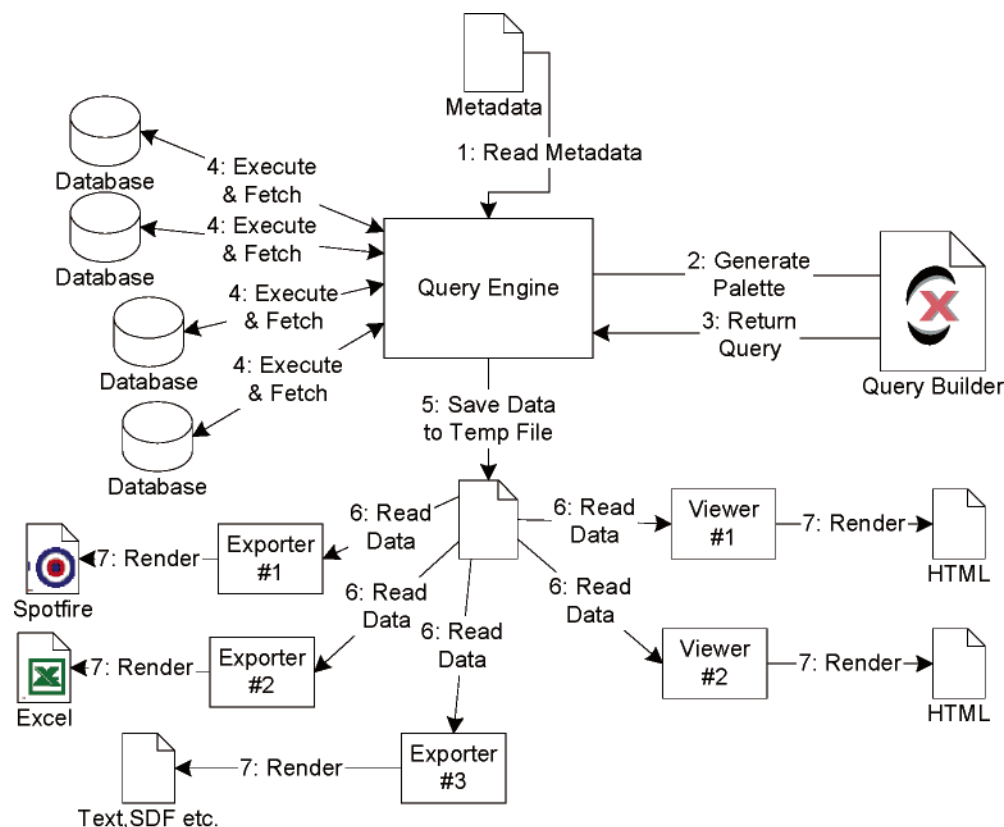 Metadata
1: Read Metadata
Database
4: Execute
& Fetch
Database
4: Execute
& Fetch
Database
4: Execute
& Fetch
Database
4: Execute
& Fetch
Query Engine
2: Generate
Palette
3: Return
Query
X
Query Builder
5: Save Data
to Temp File
6: Read
Data
Exporter
#1
7: Render
Spotfire
6: Read
Data
Exporter
#2
7: Render
X
Excel
6: Read
Data
Exporter
#3
7: Render
Text,SDF etc.
6: Read
Data
Viewer
#1
7: Render
HTML
6: Read
Data
Viewer
#2
7: Render
HTML